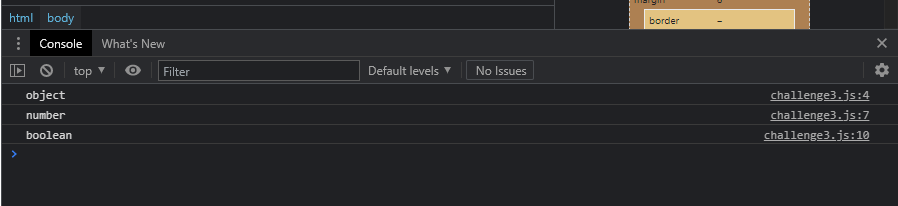 margin 0
html body
border –
Console What's New
top Filter Default levels No Issues
object challenge3.js:4
number challenge3.js:7
boolean challenge3.js:10